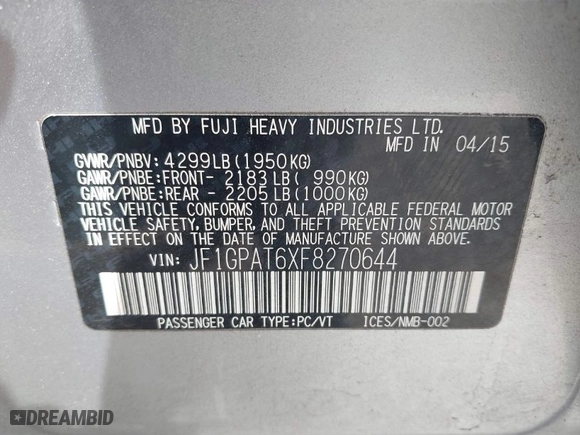 MFD BY FUJI HEAVY INDUSTRIES LTD.
MFD IN 04/15
GVWR/PNBV: 4299LB (1950KG)
GAWR/PNBE:FRONT- 2183LB ( 990KG)
GAWR/PNBE:REAR - 2205LB (1000KG)
THIS VEHICLE CONFORMS TO ALL APPLICABLE FEDERAL MOTOR
VEHICLE SAFETY, BUMPER, AND THEFT PREVENTION STANDARDS
IN EFFECT ON THE DATE OF MANUFACTURE SHOWN ABOVE.
VIN: JF1GPAT6XF8270644
PASSENGER CAR TYPE:PC/VT ICES/NMB-002
DREAMBID